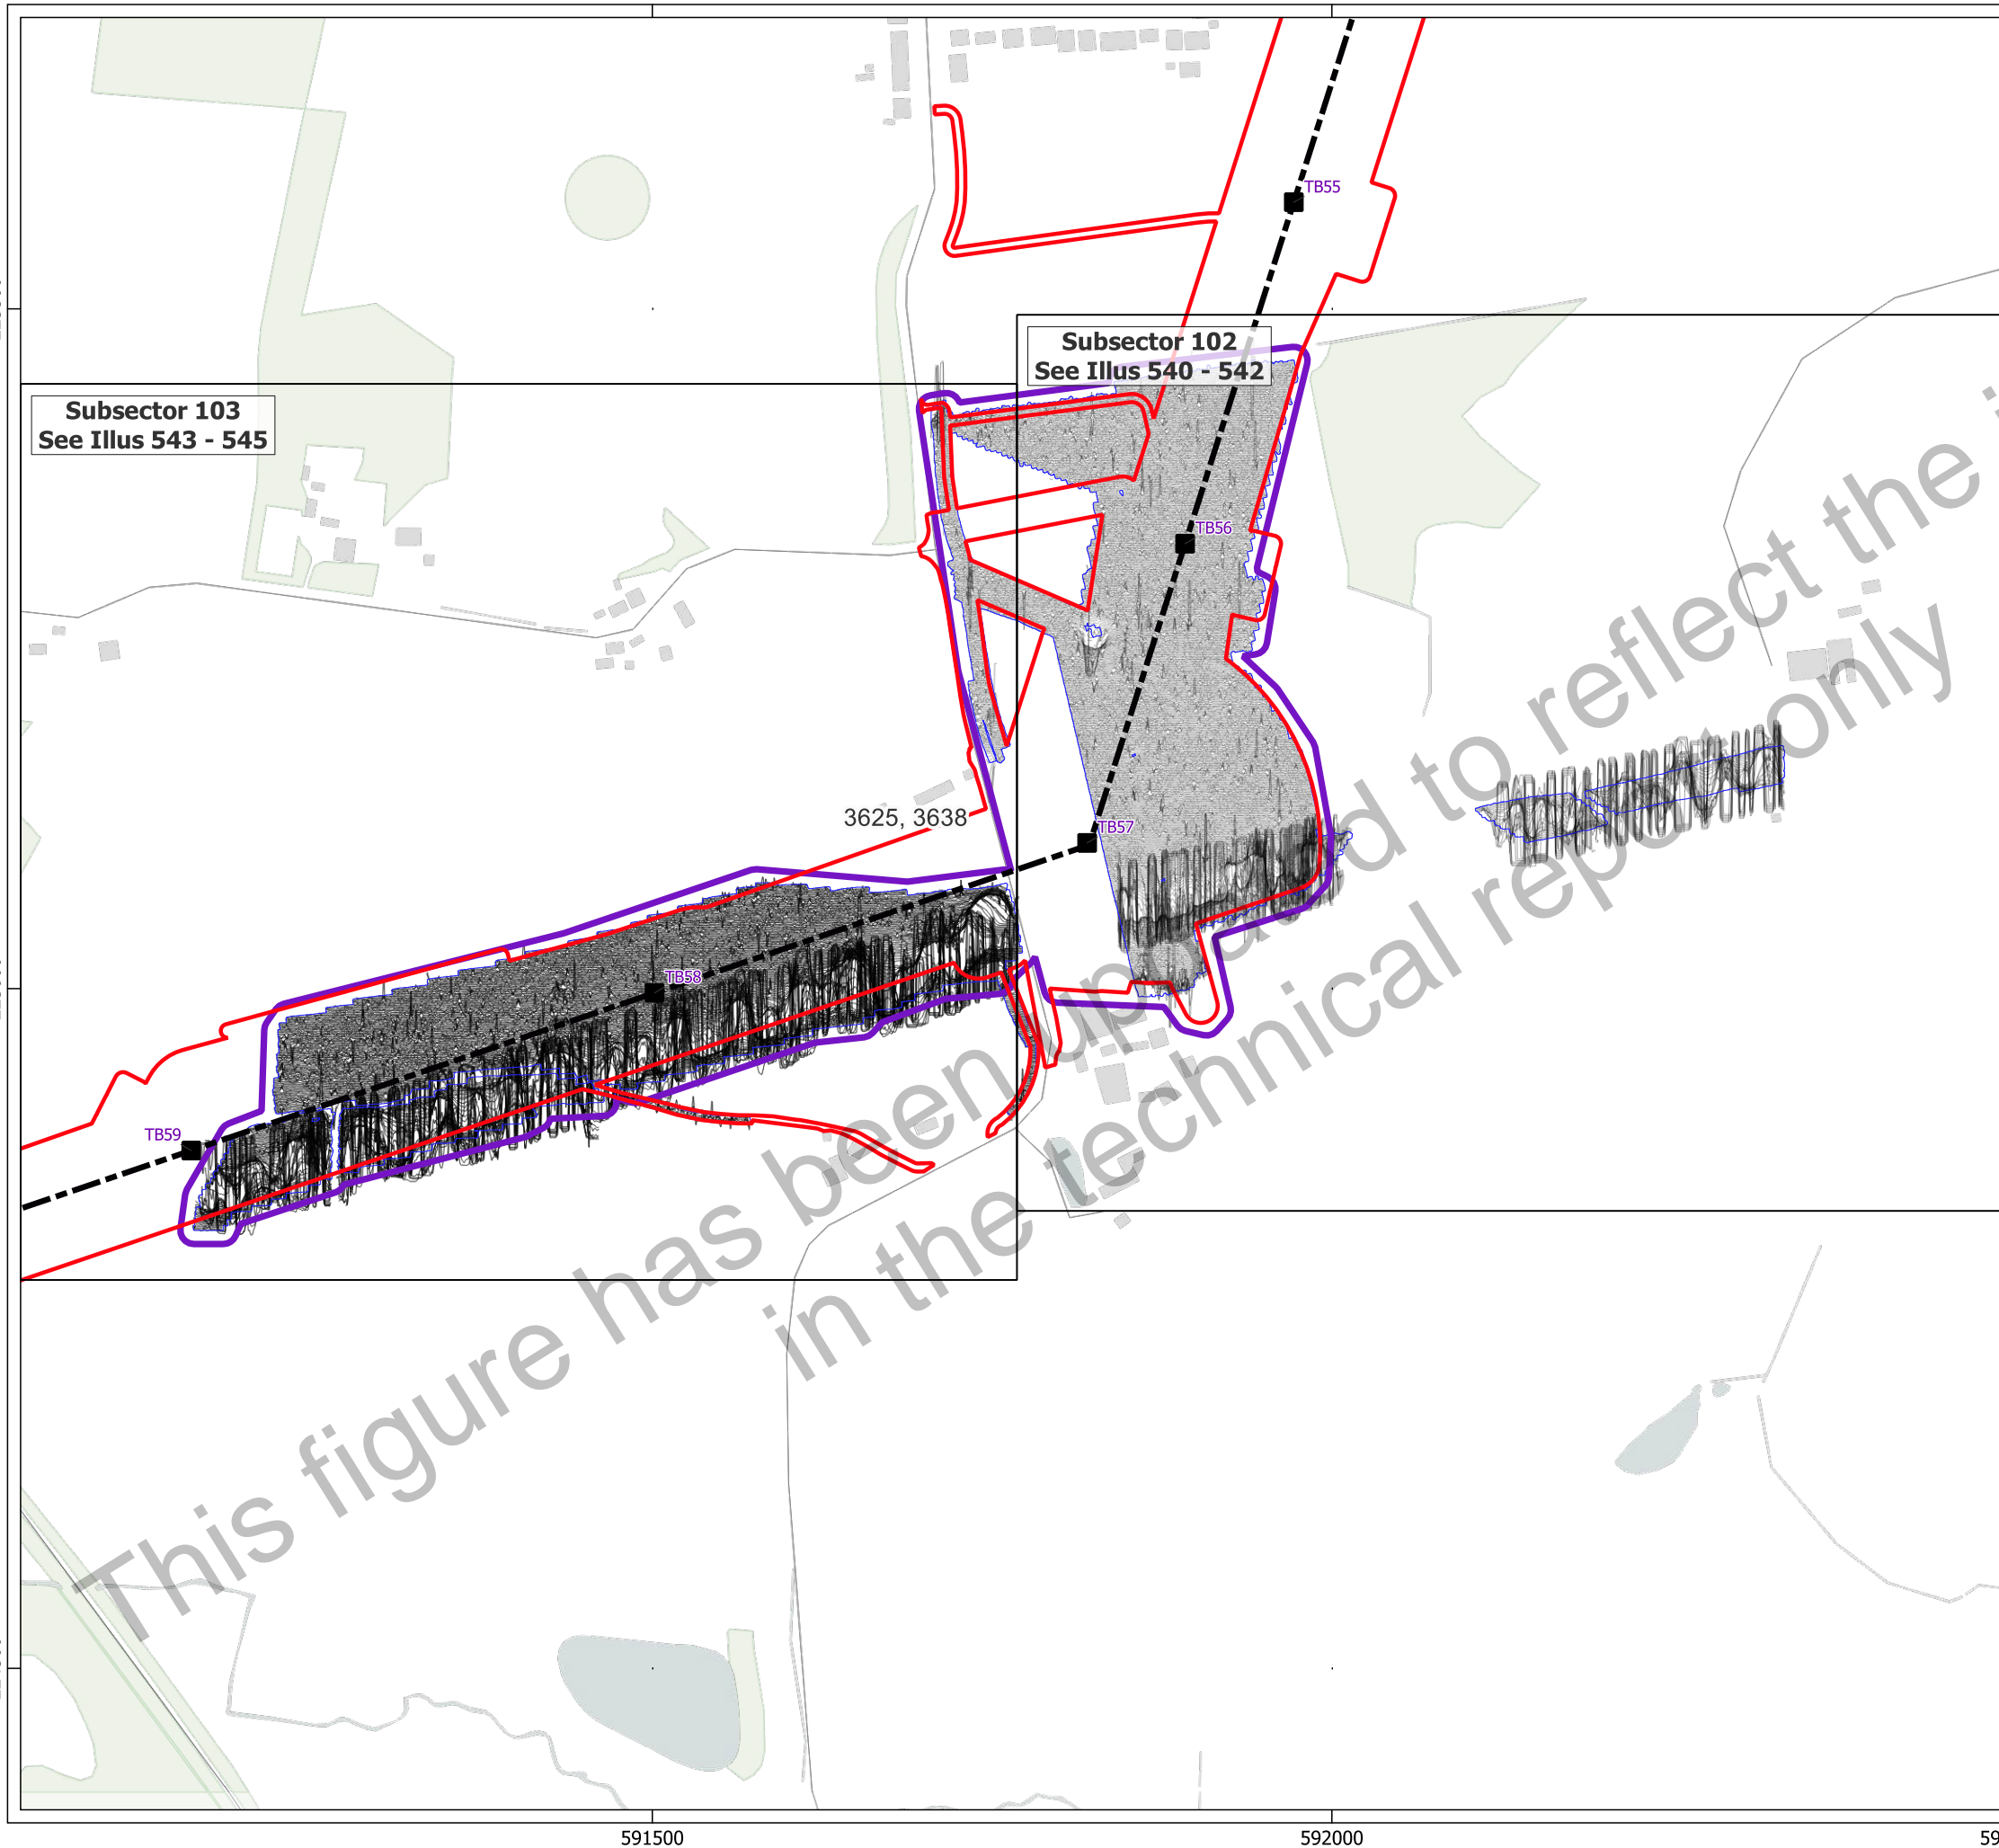 TB55
Subsector 102
See Illus 540 - 542
Subsector 103
See Illus 543 - 545
TB56
3625, 3638
TB57
TB58
TB59
This figure has been updated to reflect the
in the technical report only
591500
592000